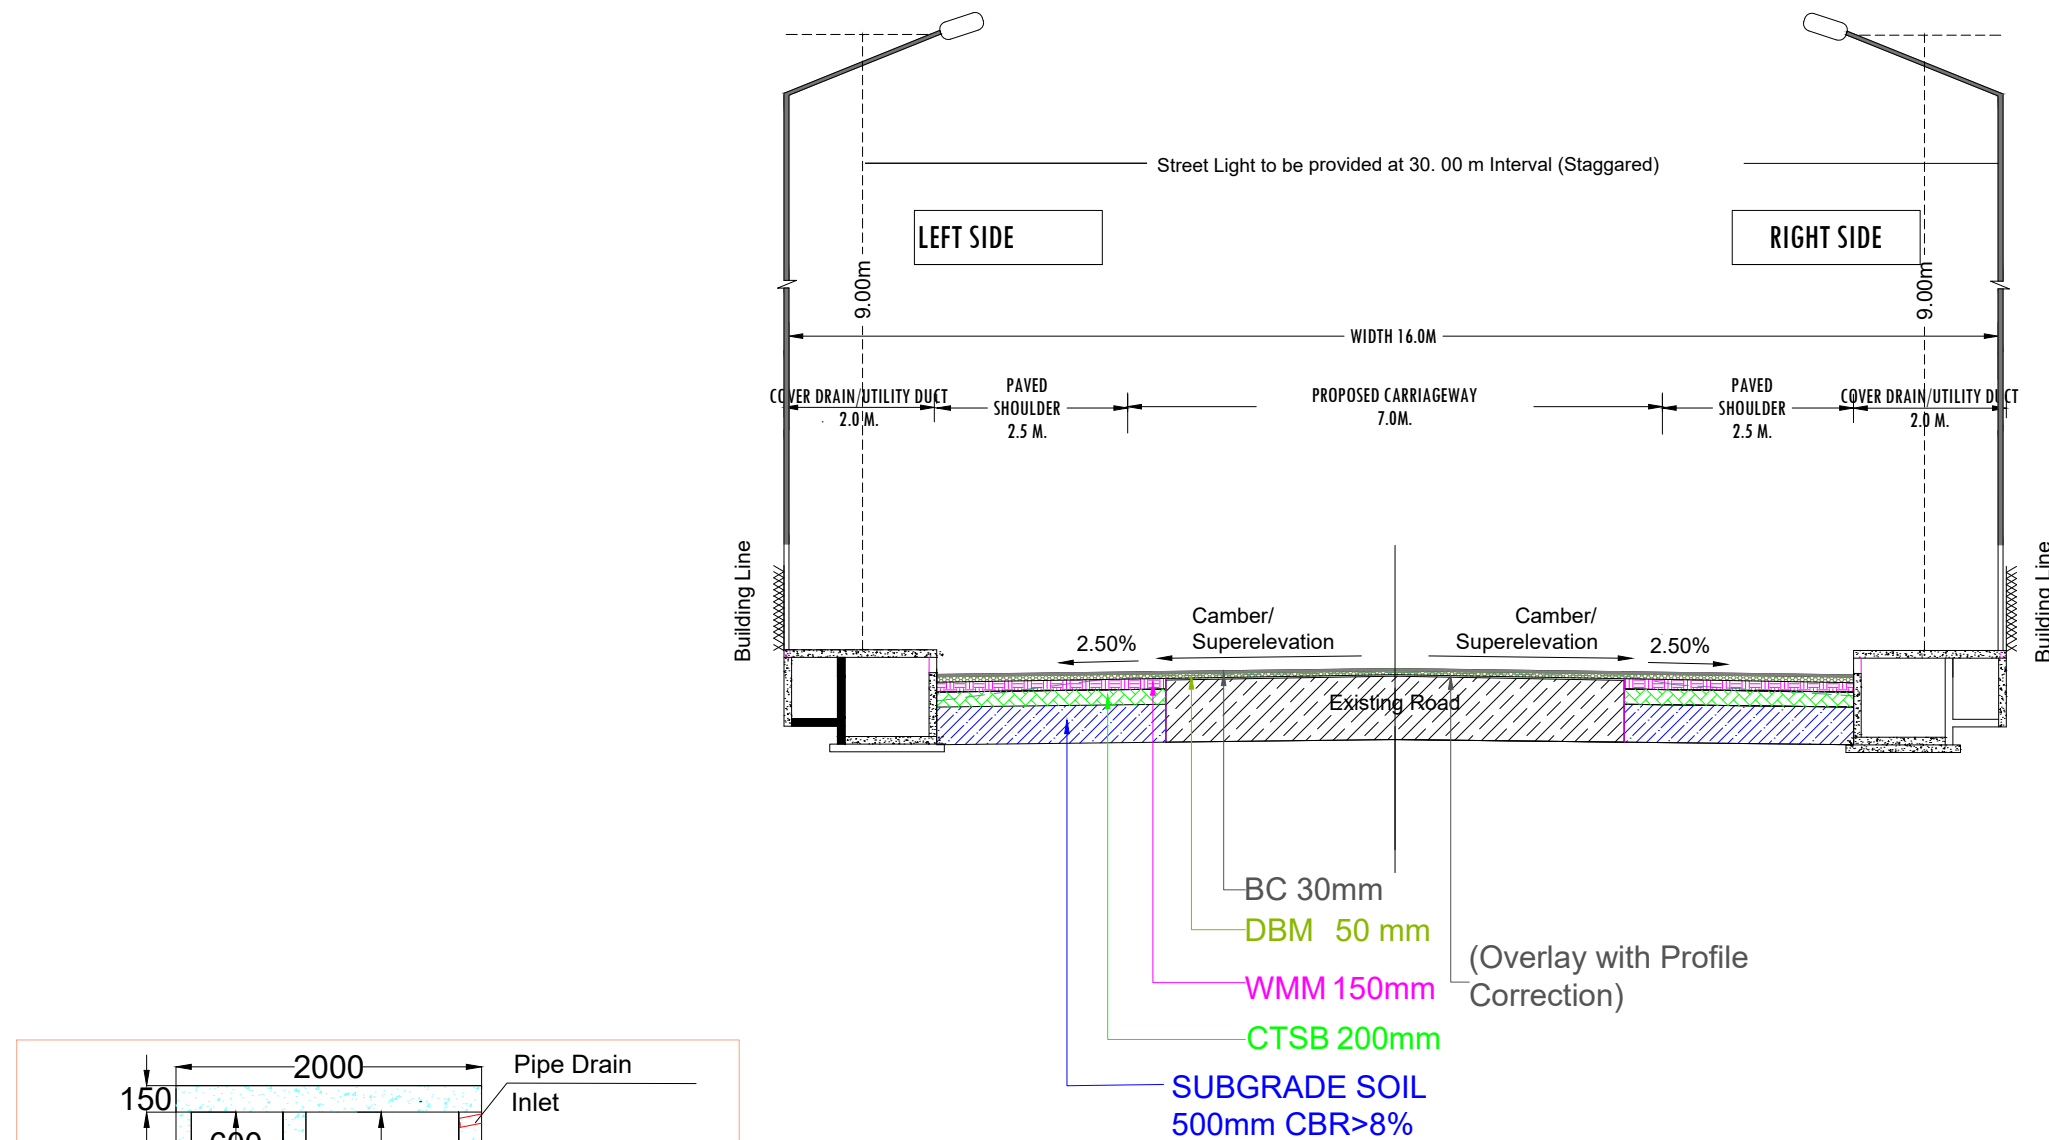 Street Light to be provided at 30. 00 m Interval (Staggared)
LEFT SIDE
RIGHT SIDE
9.00m
9.00m
WIDTH 16.0M
COVER DRAIN/UTILITY DUCT
2.0 M.
PAVED
SHOULDER
2.5 M.
PROPOSED CARRIAGEWAY
7.0M.
PAVED
SHOULDER
2.5 M.
COVER DRAIN/UTILITY DUCT
2.0 M.
Building Line
Building Line
2.50%
Camber/
Superelevation
Camber/
Superelevation
2.50%
Existing Road
BC 30mm
DBM 50 mm
(Overlay with Profile
Correction)
WMM 150mm
CTSB 200mm
SUBGRADE SOIL
500mm CBR>8%
2000
150
Pipe Drain
Inlet
600